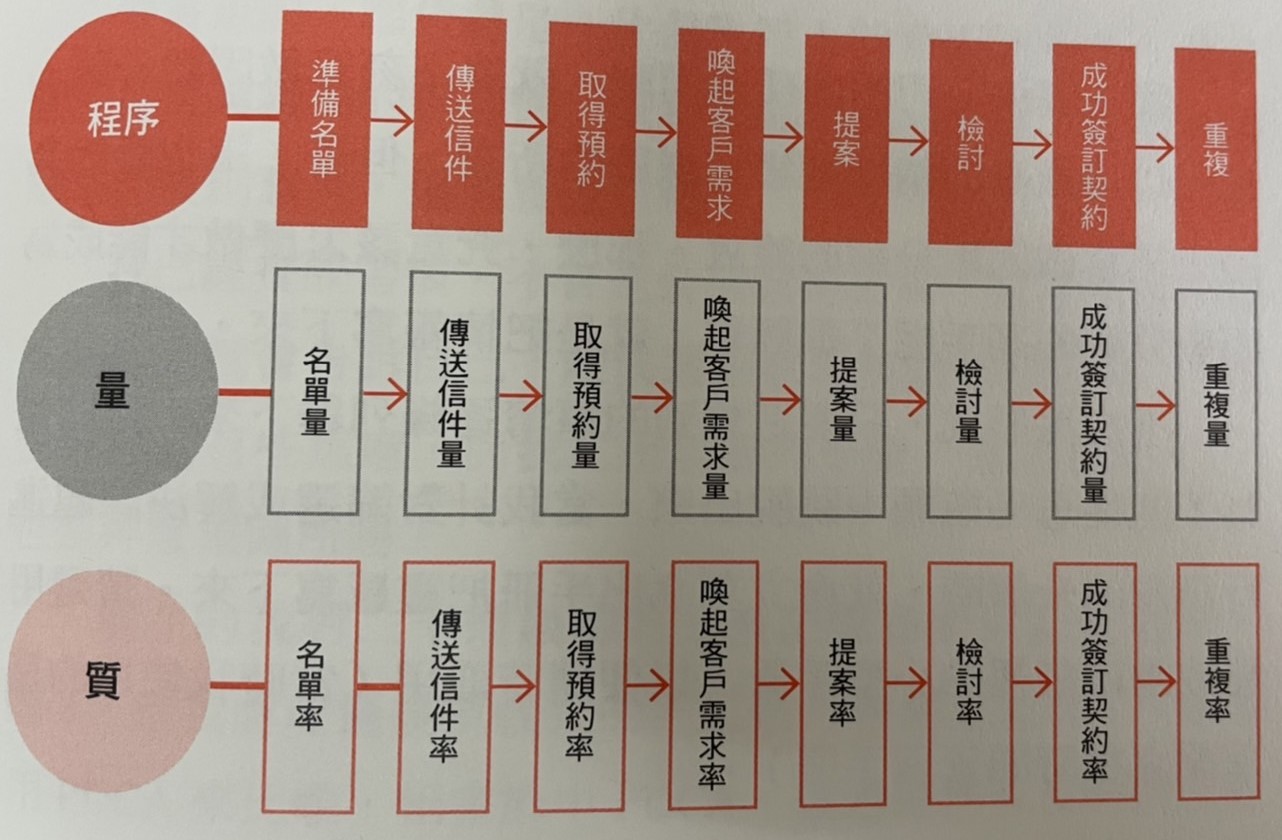 程序
準備名單
傳送信件
取得預約
喚起客戶需求
提案
檢討
成功簽訂契約
重複
量
名單量
傳送信件量
取得預約量
喚起客戶需求量
提案量
檢討量
成功簽訂契約量
重複量
質
名單率
傳送信件率
取得預約率
喚起客戶需求率
提案率
檢討率
成功簽訂契約率
重複率